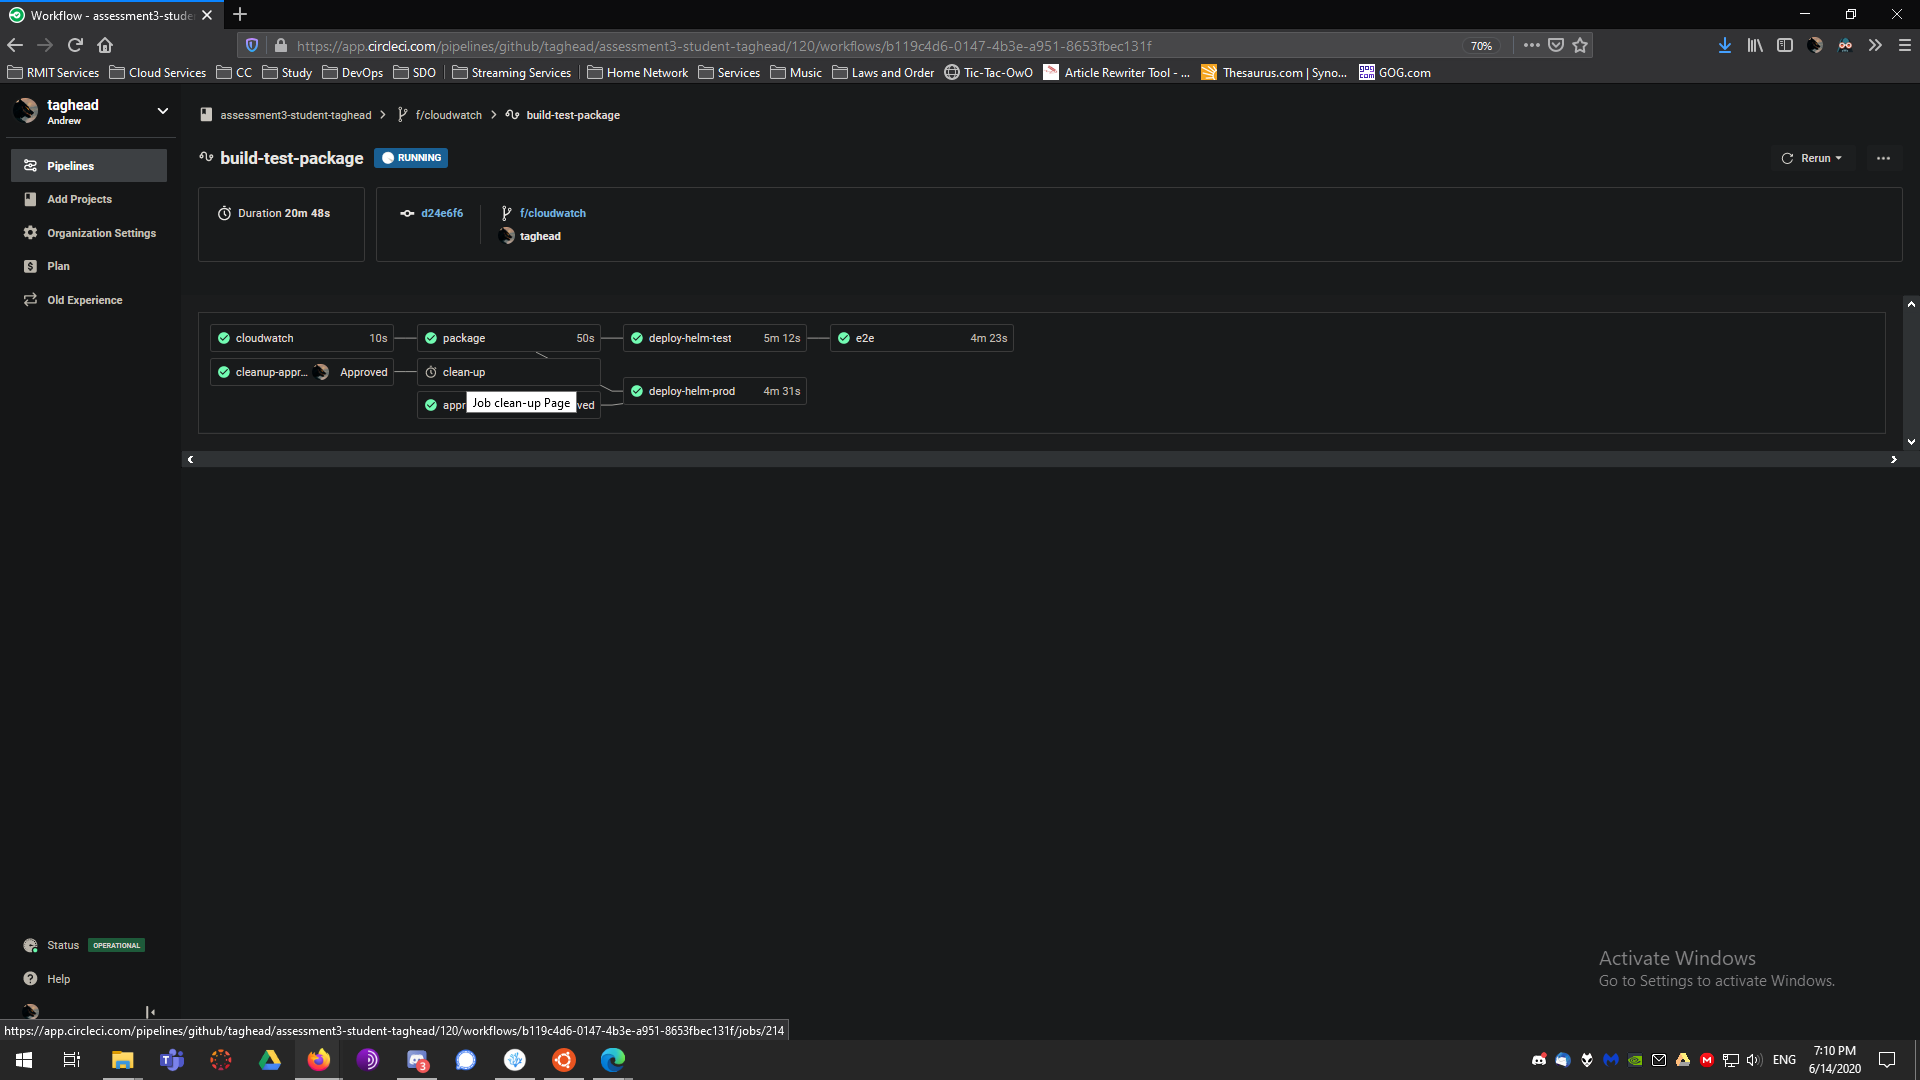 Workflow - assessment3-stude
https://app.circleci.com/pipelines/github/taghead/assessment3-student-taghead/120/workflows/b119c4d6-0147-4b3e-a951-8653fbec131f
70%
RMIT Services
Cloud Services
CC
Study
DevOps
SDO
Streaming Services
Home Network
Services
Music
Laws and Order
Tic-Tac-OwO
Article Rewriter Tool - ...
Thesaurus.com | Syno...
GOG.com
taghead
Andrew
assessment3-student-taghead
f/cloudwatch
build-test-package
build-test-package
RUNNING
Rerun
Pipelines
Add Projects
Organization Settings
Plan
Old Experience
Duration 20m 48s
d24e6f6
f/cloudwatch
taghead
cloudwatch 10s
package 50s
deploy-helm-test 5m 12s
e2e 4m 23s
cleanup-appr... Approved
clean-up
deploy-helm-prod 4m 31s
appr
ved
Job clean-up Page
Status OPERATIONAL
Help
Activate Windows
Go to Settings to activate Windows.
https://app.circleci.com/pipelines/github/taghead/assessment3-student-taghead/120/workflows/b119c4d6-0147-4b3e-a951-8653fbec131f/jobs/214
3
ENG
7:10 PM
6/14/2020